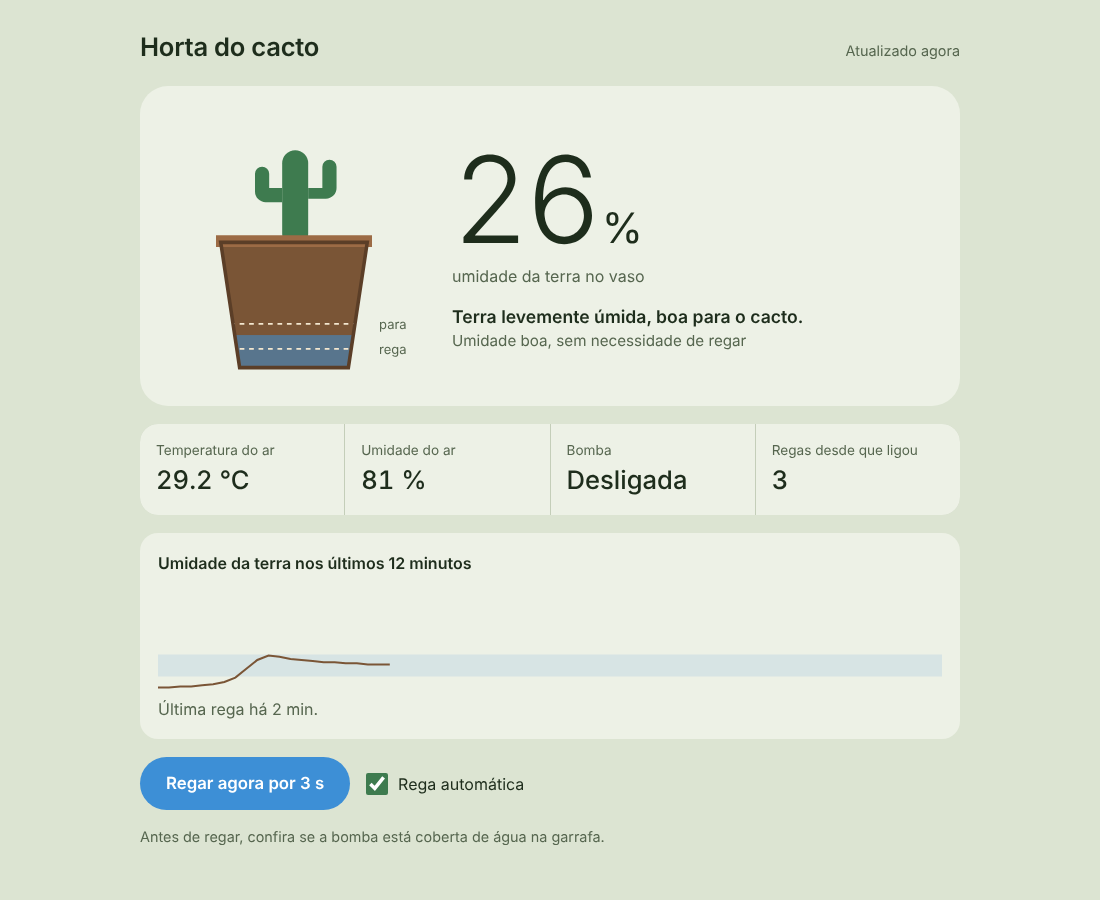 Horta do cacto
Atualizado agora
26 %
umidade da terra no vaso
para
rega
Terra levemente úmida, boa para o cacto.
Umidade boa, sem necessidade de regar
Temperatura do ar
29.2 °C
Umidade do ar
81 %
Bomba
Desligada
Regas desde que ligou
3
Umidade da terra nos últimos 12 minutos
Última rega há 2 min.
Regar agora por 3 s
Rega automática
Antes de regar, confira se a bomba está coberta de água na garrafa.